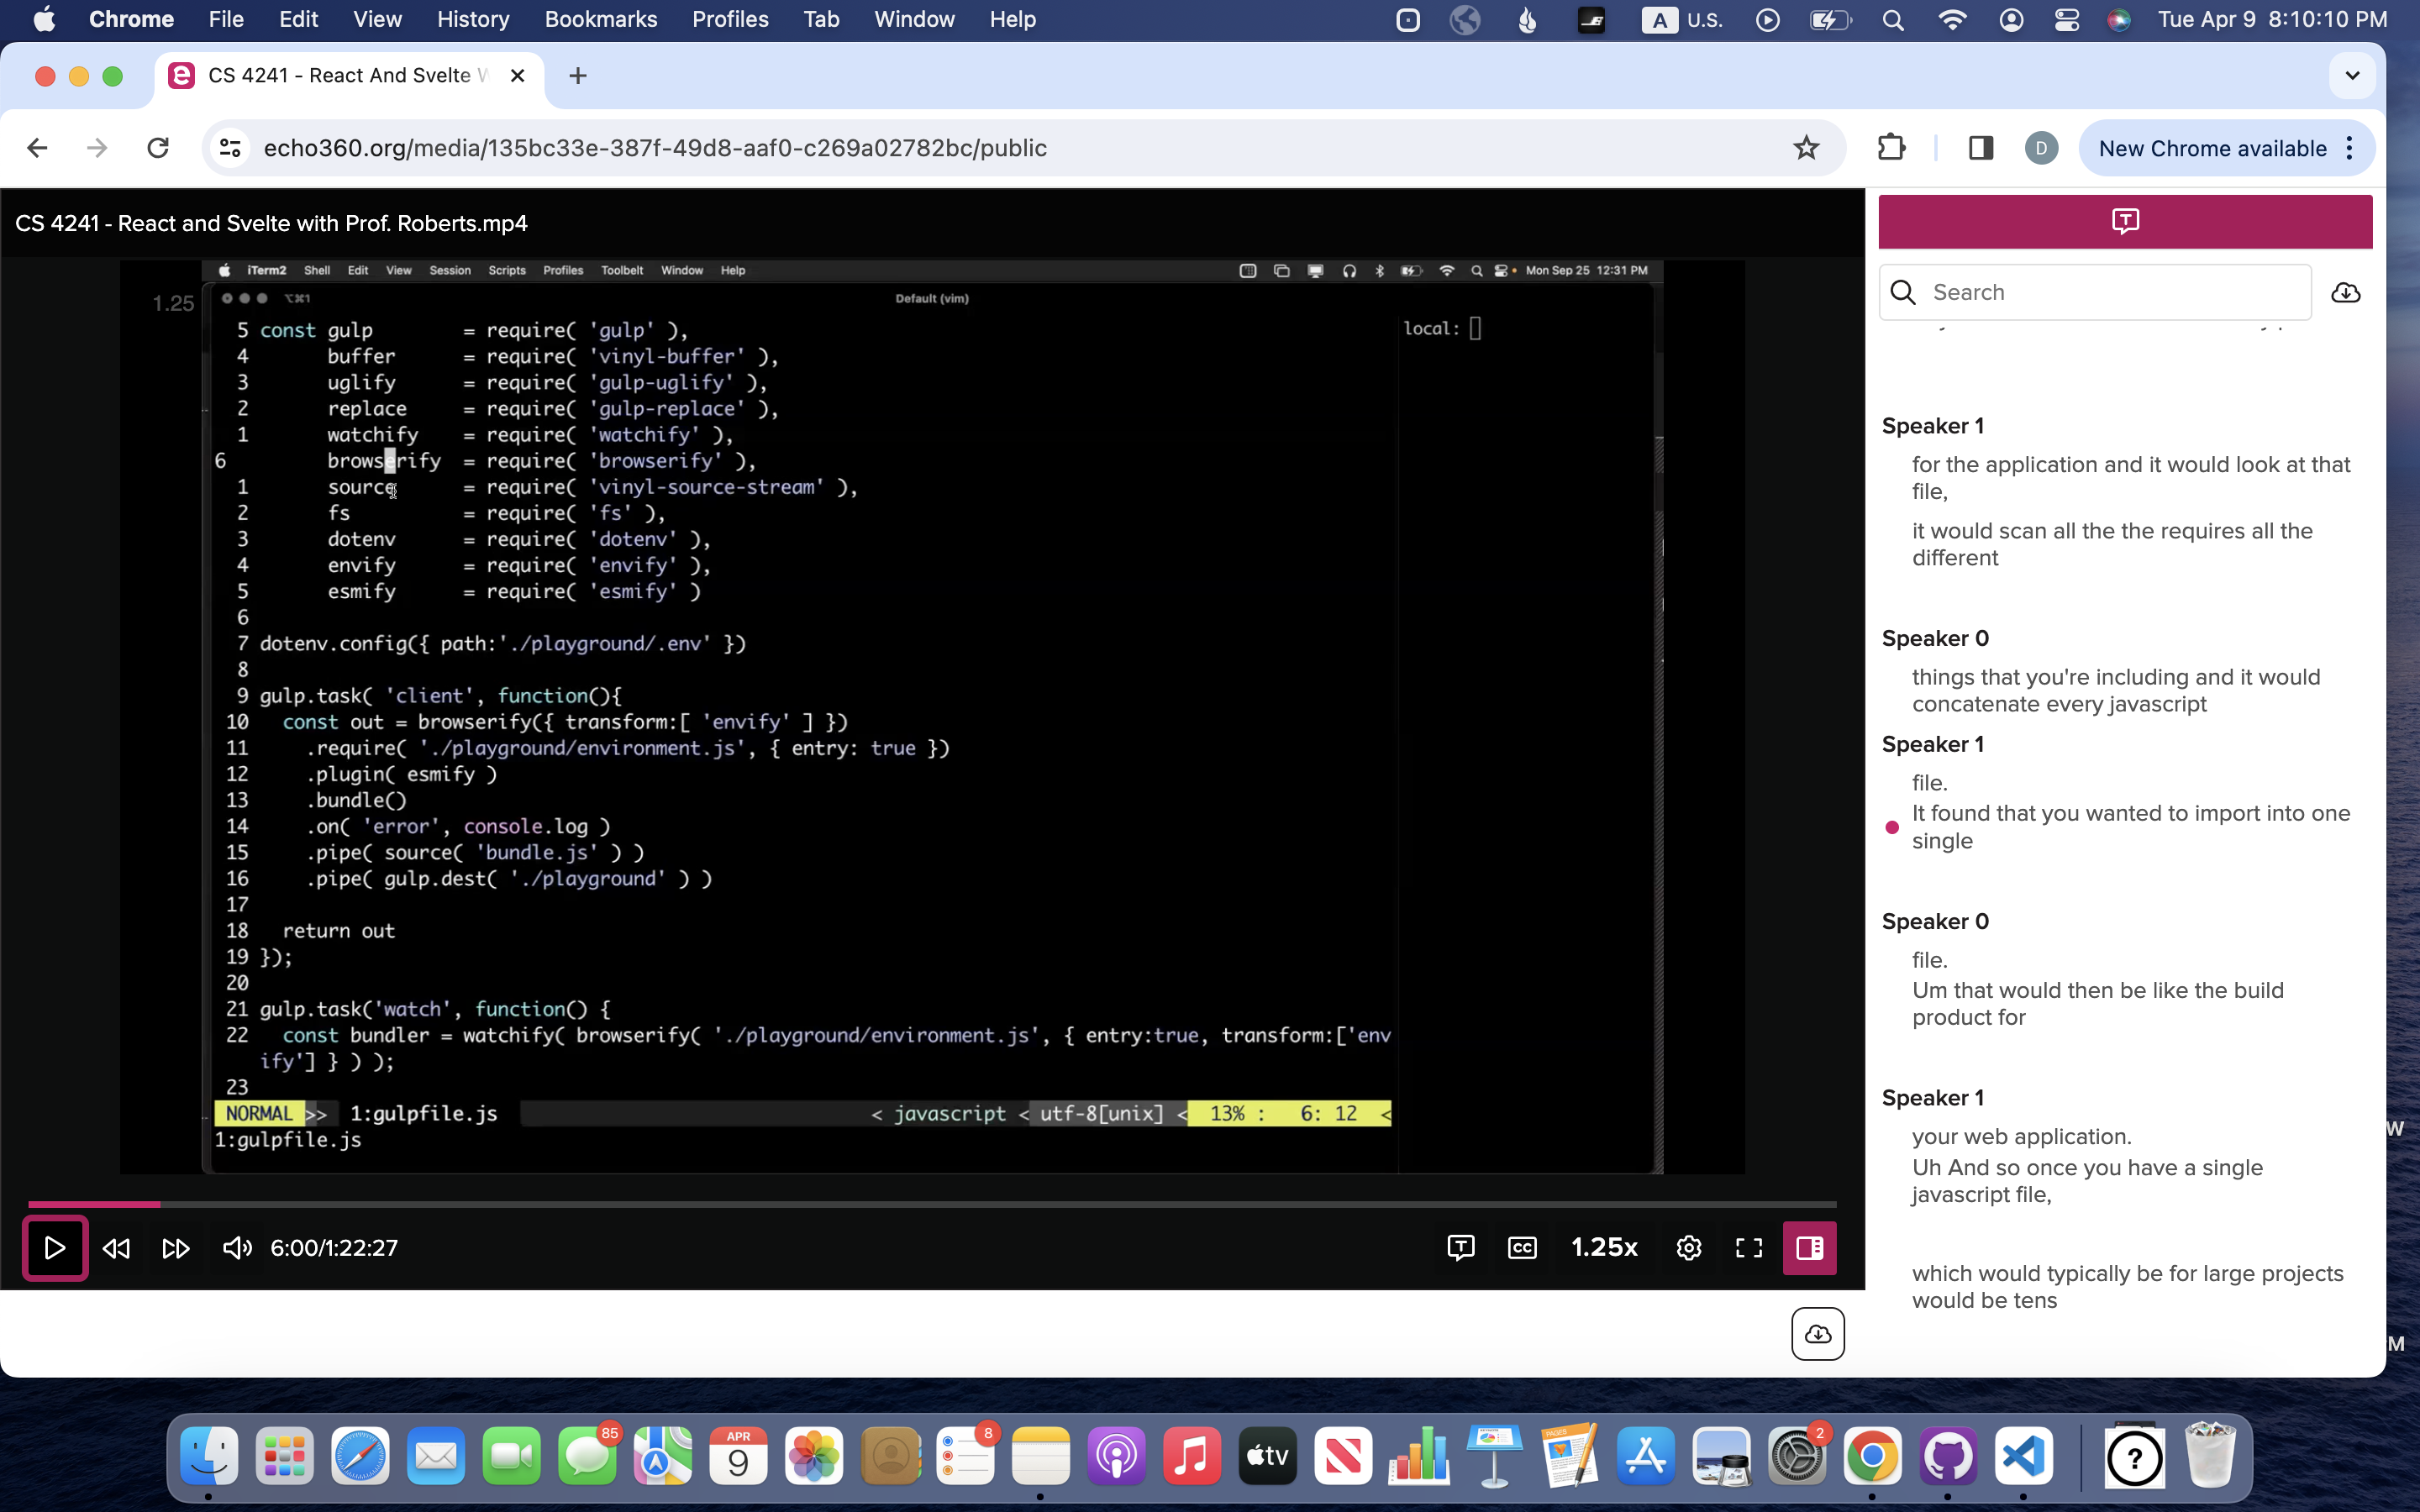 Chrome File Edit View History Bookmarks Profiles Tab Window Help A U.S. Tue Apr 9 8:10:10 PM
CS 4241 - React And Svelte
echo360.org/media/135bc33e-387f-49d8-aaf0-c269a02782bc/public
D
New Chrome available
CS 4241 - React and Svelte with Prof. Roberts.mp4
iTerm2 Shell Edit View Session Scripts Profiles Toolbelt Window Help Mon Sep 25 12:31 PM
1.25
⌥⌘1 Default (vim)
5 const gulp = require( 'gulp' ),
4 buffer = require( 'vinyl-buffer' ),
3 uglify = require( 'gulp-uglify' ),
2 replace = require( 'gulp-replace' ),
1 watchify = require( 'watchify' ),
6 browserify = require( 'browserify' ),
1 source = require( 'vinyl-source-stream' ),
2 fs = require( 'fs' ),
3 dotenv = require( 'dotenv' ),
4 envify = require( 'envify' ),
5 esmify = require( 'esmify' )
6
7 dotenv.config({ path:'./playground/.env' })
8
9 gulp.task( 'client', function(){
10 const out = browserify({ transform:[ 'envify' ] })
11 .require( './playground/environment.js', { entry: true })
12 .plugin( esmify )
13 .bundle()
14 .on( 'error', console.log )
15 .pipe( source( 'bundle.js' ) )
16 .pipe( gulp.dest( './playground' ) )
17
18 return out
19 });
20
21 gulp.task('watch', function() {
22 const bundler = watchify( browserify( './playground/environment.js', { entry:true, transform:['env
ify'] } ) );
23
NORMAL >> 1:gulpfile.js < javascript < utf-8[unix] < 13% : 6: 12 <
1:gulpfile.js
local:
6:00/1:22:27
CC
1.25x
T
Search
Speaker 1
for the application and it would look at that
file,
it would scan all the the requires all the
different
Speaker 0
things that you're including and it would
concatenate every javascript
Speaker 1
file.
It found that you wanted to import into one
single
Speaker 0
file.
Um that would then be like the build
product for
Speaker 1
your web application.
Uh And so once you have a single
javascript file,
which would typically be for large projects
would be tens
W
M
85
APR
9
8
tv
PAGES
2
?